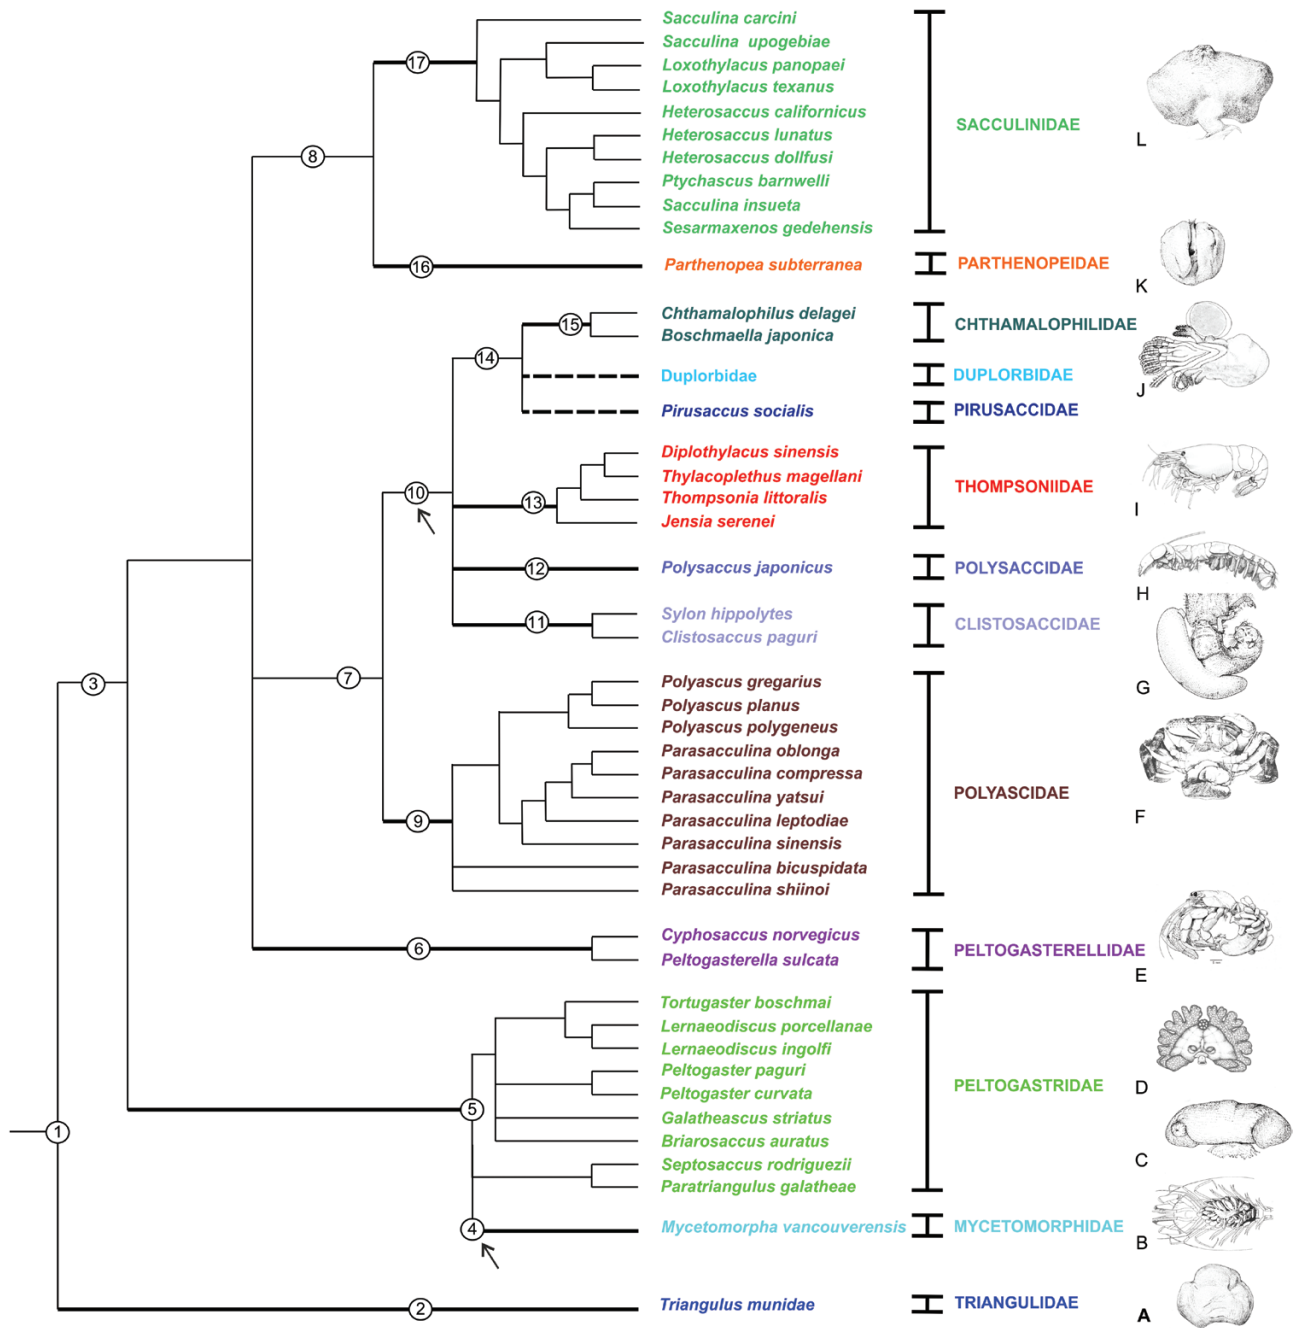 Sacculina carcini
Sacculina upogebiae
17
Loxothylacus panopaei
Loxothylacus texanus
Heterosaccus californicus
SACCULINIDAE
L
Heterosaccus lunatus
8
Heterosaccus dollfusi
Ptychascus barnwelli
Sacculina insueta
Sesarmaxenos gedehensis
16
Parthenopea subterranea
PARTHENOPEIDAE
K
Chthamalophilus delagei
15
CHTHAMALOPHILIDAE
Boschmaella japonica
14
Duplorbidae
DUPLORBIDAE
J
Pirusaccus socialis
PIRUSACCIDAE
Diplothylacus sinensis
Thylacoplethus magellani
10
THOMPSONIIDAE
13
Thompsonia littoralis
I
Jensia serenei
12
Polysaccus japonicus
POLYSACCIDAE
H
Sylon hippolytes
11
CLISTOSACCIDAE
Clistosaccus paguri
3
7
Polyascus gregarius
G
Polyascus planus
Polyascus polygeneus
Parasacculina oblonga
Parasacculina compressa
Parasacculina yatsui
POLYASCIDAE
9
Parasacculina leptodiae
F
Parasacculina sinensis
Parasacculina bicuspidata
Parasacculina shiinoi
Cyphosaccus norvegicus
6
PELTOGASTERELLIDAE
Peltogasterella sulcata
E
Tortugaster boschmai
Lernaeodiscus porcellanae
Lernaeodiscus ingolfi
Peltogaster paguri
PELTOGASTRIDAE
D
Peltogaster curvata
5
Galatheascus striatus
1
Briarosaccus auratus
Septosaccus rodriguezii
C
Paratriangulus galatheae
4
Mycetomorpha vancouverensis
MYCETOMORPHIDAE
B
2
Triangulus munidae
TRIANGULIDAE
A